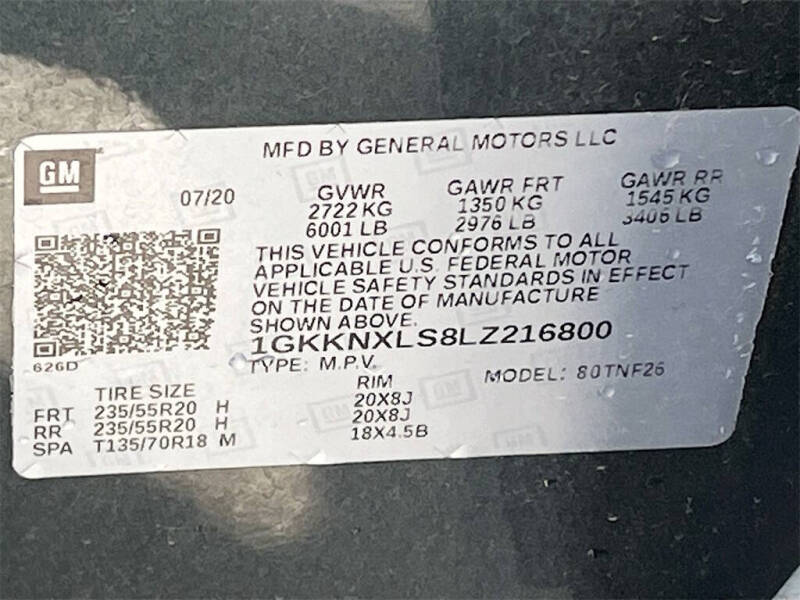 MFD BY GENERAL MOTORS LLC
GM
07/20
GVWR GAWR FRT GAWR RR
2722 KG 1350 KG 1545 KG
6001 LB 2976 LB 3406 LB
THIS VEHICLE CONFORMS TO ALL
APPLICABLE U.S. FEDERAL MOTOR
VEHICLE SAFETY STANDARDS IN EFFECT
ON THE DATE OF MANUFACTURE
SHOWN ABOVE.
1GKKNXLS8LZ216800
626D
TYPE: M.P.V. MODEL: 80TNF26
TIRE SIZE RIM
FRT 235/55R20 H 20X8J
RR 235/55R20 H 20X8J
SPA T135/70R18 M 18X4.5B